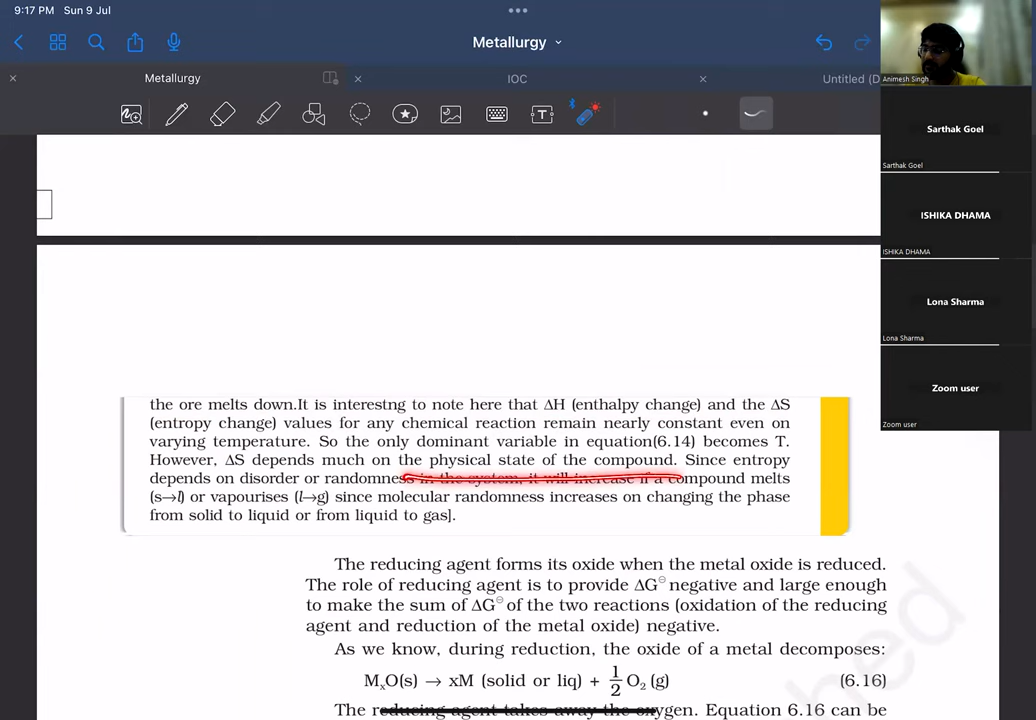 9:17 PM Sun 9 Jul
Metallurgy
Metallurgy
IOC
Untitled (D
Animesh Singh
Sarthak Goel
Sarthak Goel
ISHIKA DHAMA
ISHIKA DHAMA
Lona Sharma
Lona Sharma
Zoom user
Zoom user
the ore melts down.It is interestng to note here that ΔH (enthalpy change) and the ΔS
(entropy change) values for any chemical reaction remain nearly constant even on
varying temperature. So the only dominant variable in equation(6.14) becomes T.
However, ΔS depends much on the physical state of the compound. Since entropy
depends on disorder or randomness in the system, it will increase if a compound melts
(s→l) or vapourises (l→g) since molecular randomness increases on changing the phase
from solid to liquid or from liquid to gas].
The reducing agent forms its oxide when the metal oxide is reduced.
The role of reducing agent is to provide ΔG⊖ negative and large enough
to make the sum of ΔG⊖ of the two reactions (oxidation of the reducing
agent and reduction of the metal oxide) negative.
As we know, during reduction, the oxide of a metal decomposes:
MₓO(s) → xM (solid or liq) + 1/2 O₂ (g) (6.16)
The reducing agent takes away the oxygen. Equation 6.16 can be
hed